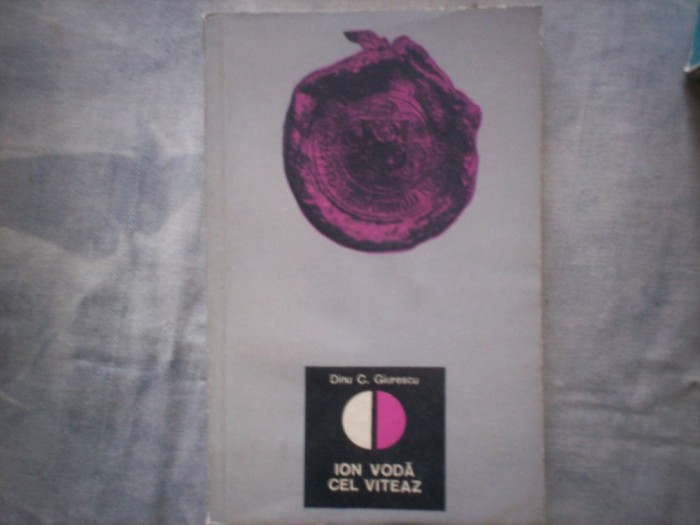 Dinu C. Giurescu
ION VODĂ
CEL VITEAZ